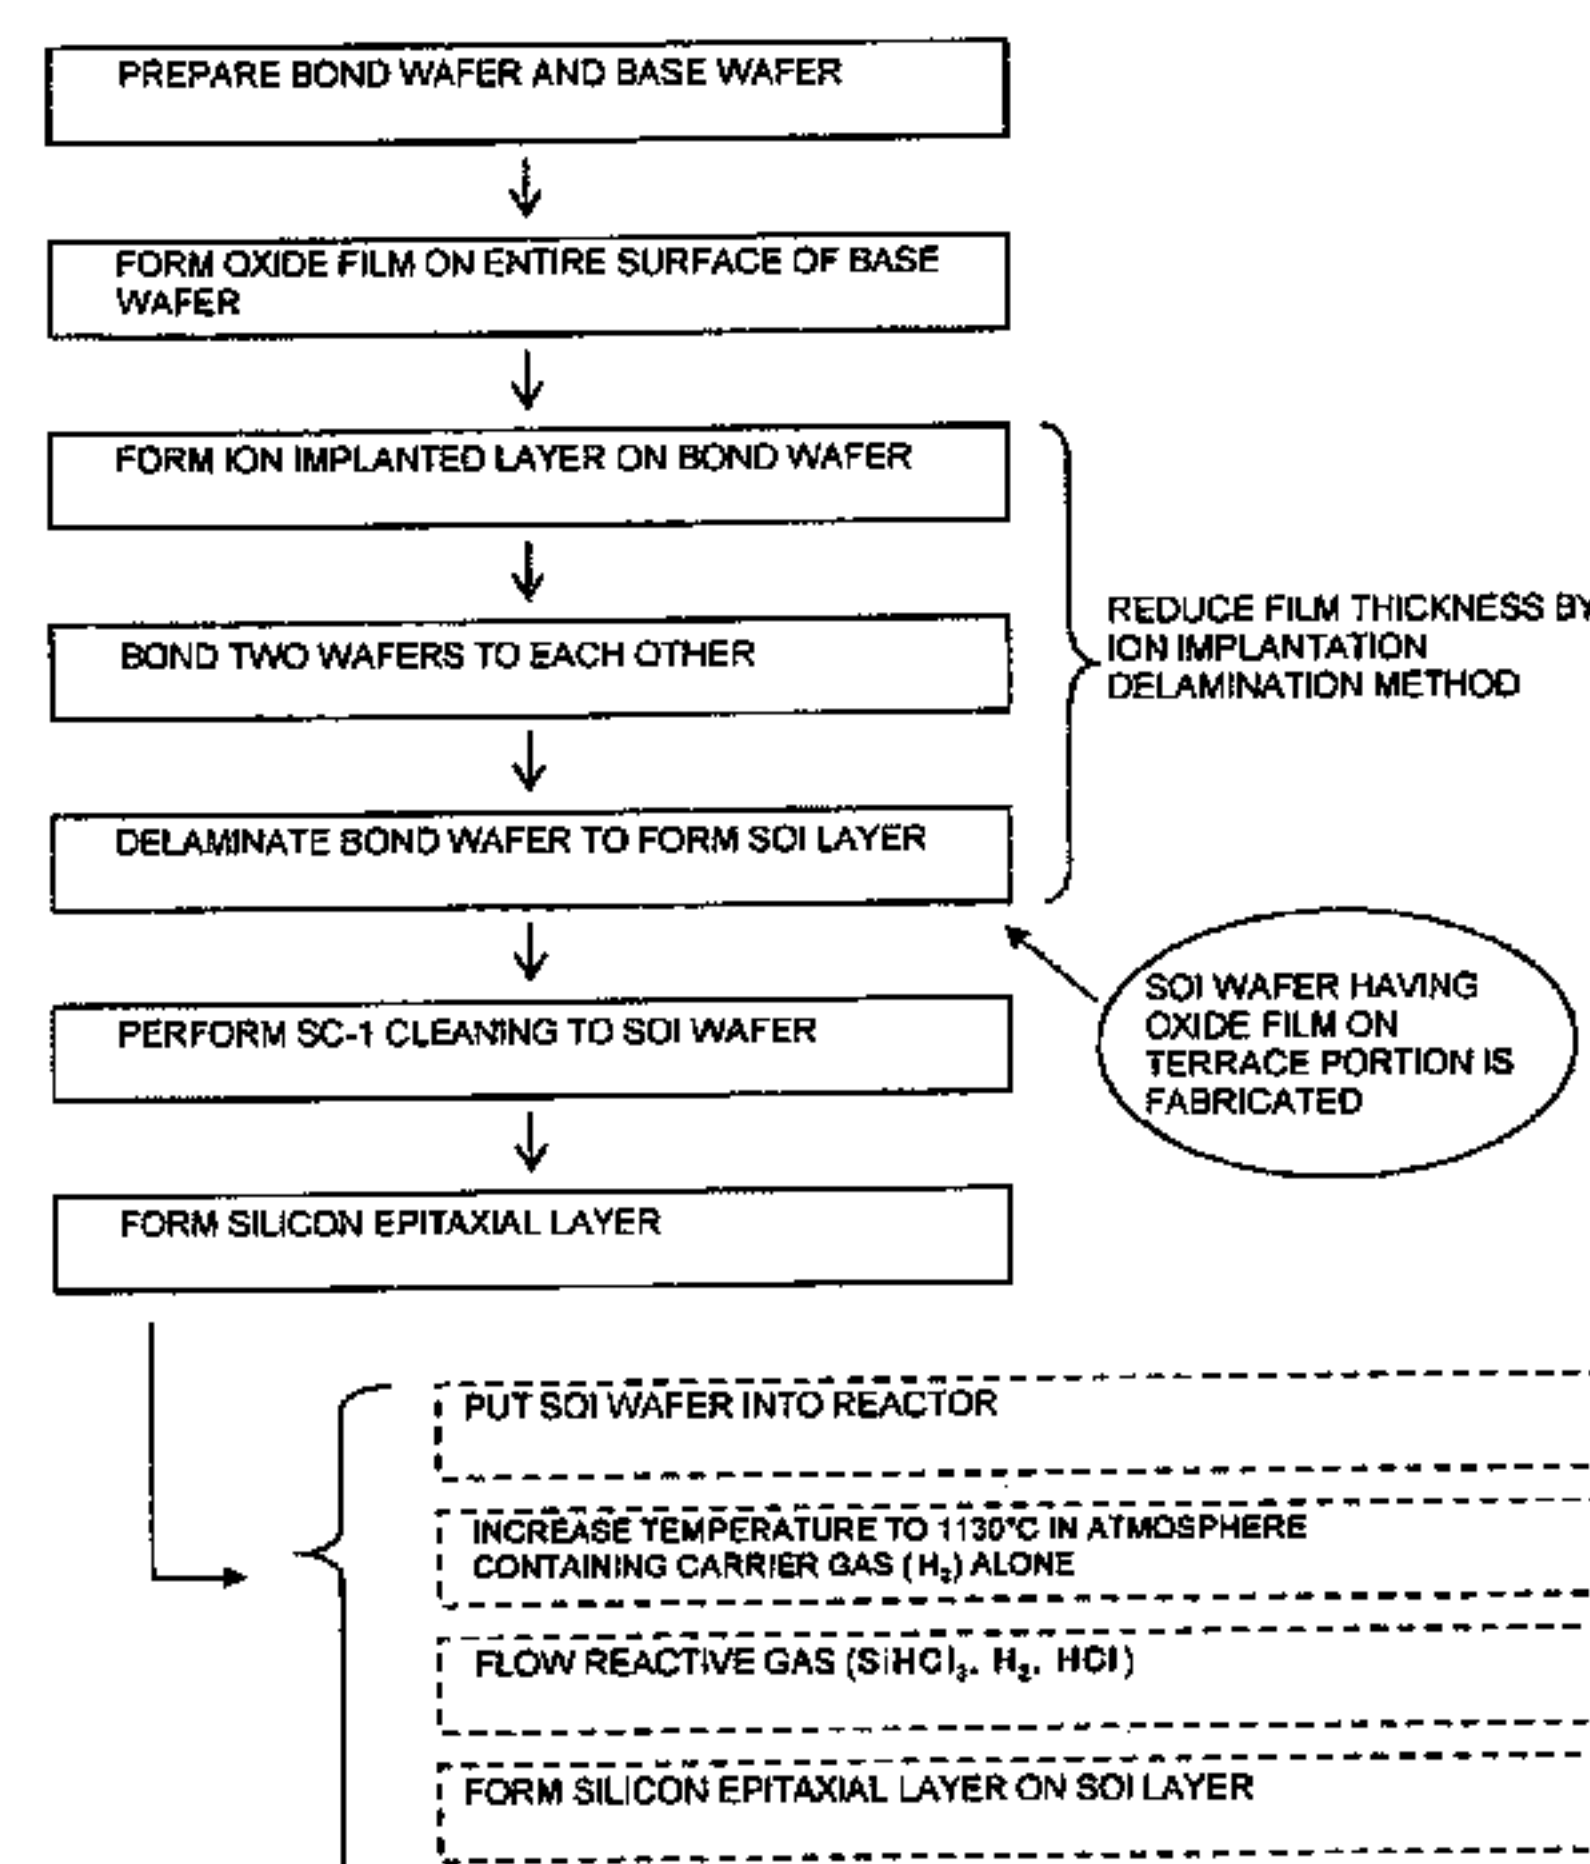 PREPARE BOND WAFER AND BASE WAFER
FORM OXIDE FILM ON ENTIRE SURFACE OF BASE
WAFER
FORM ION IMPLANTED LAYER ON BOND WAFER
BOND TWO WAFERS TO EACH OTHER
REDUCE FILM THICKNESS BY
ION IMPLANTATION
DELAMINATION METHOD
DELAMINATE BOND WAFER TO FORM SOI LAYER
SOI WAFER HAVING
OXIDE FILM ON
TERRACE PORTION IS
FABRICATED
PERFORM SC-1 CLEANING TO SOI WAFER
FORM SILICON EPITAXIAL LAYER
PUT SOI WAFER INTO REACTOR
INCREASE TEMPERATURE TO 1130°C IN ATMOSPHERE
CONTAINING CARRIER GAS (H₂) ALONE
FLOW REACTIVE GAS (SiHCl₃, H₂, HCl)
FORM SILICON EPITAXIAL LAYER ON SOI LAYER